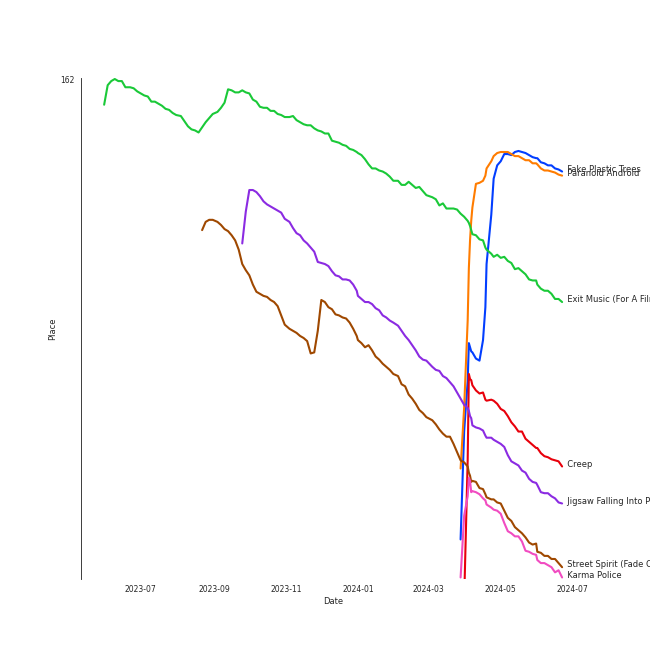 162
Fake Plastic Trees
Paranoid Android
Exit Music (For A Fil
Creep
Jigsaw Falling Into P
Street Spirit (Fade O
Karma Police
Place
2023-07 2023-09 2023-11 2024-01 2024-03 2024-05 2024-07
Date